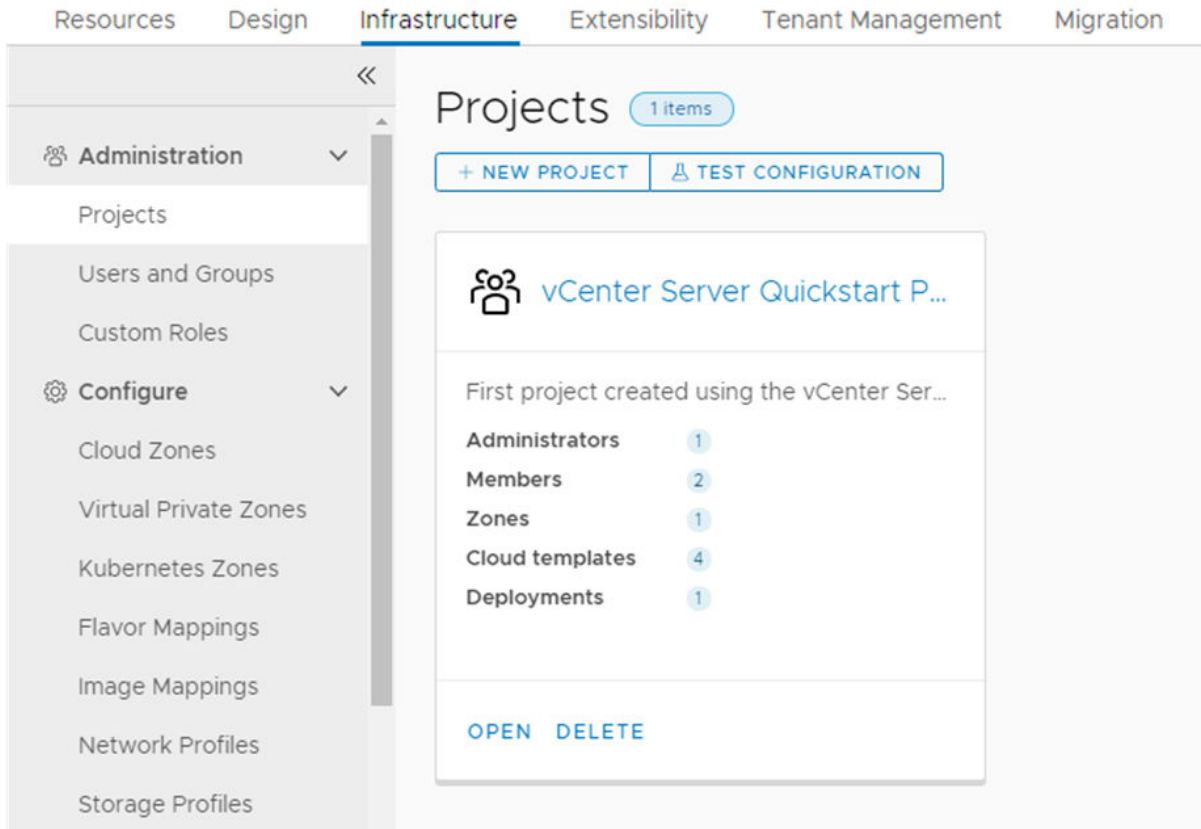 Resources Design Infrastructure Extensibility Tenant Management Migration
Administration
Projects
Users and Groups
Custom Roles
Configure
Cloud Zones
Virtual Private Zones
Kubernetes Zones
Flavor Mappings
Image Mappings
Network Profiles
Storage Profiles
Projects 1 items
+ NEW PROJECT TEST CONFIGURATION
vCenter Server Quickstart P...
First project created using the vCenter Ser...
Administrators 1
Members 2
Zones 1
Cloud templates 4
Deployments 1
OPEN DELETE